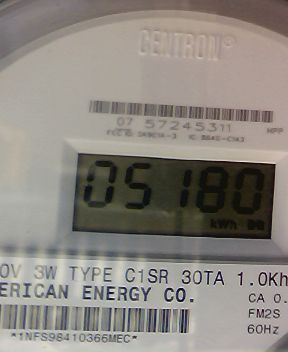 CENTRON®
07 57245311
HPP
05180
kWh
0V 3W TYPE C1SR 30TA 1.0Kh
ERICAN ENERGY CO.
CA 0.
FM2S
60Hz
*1NFS98410366MEC*